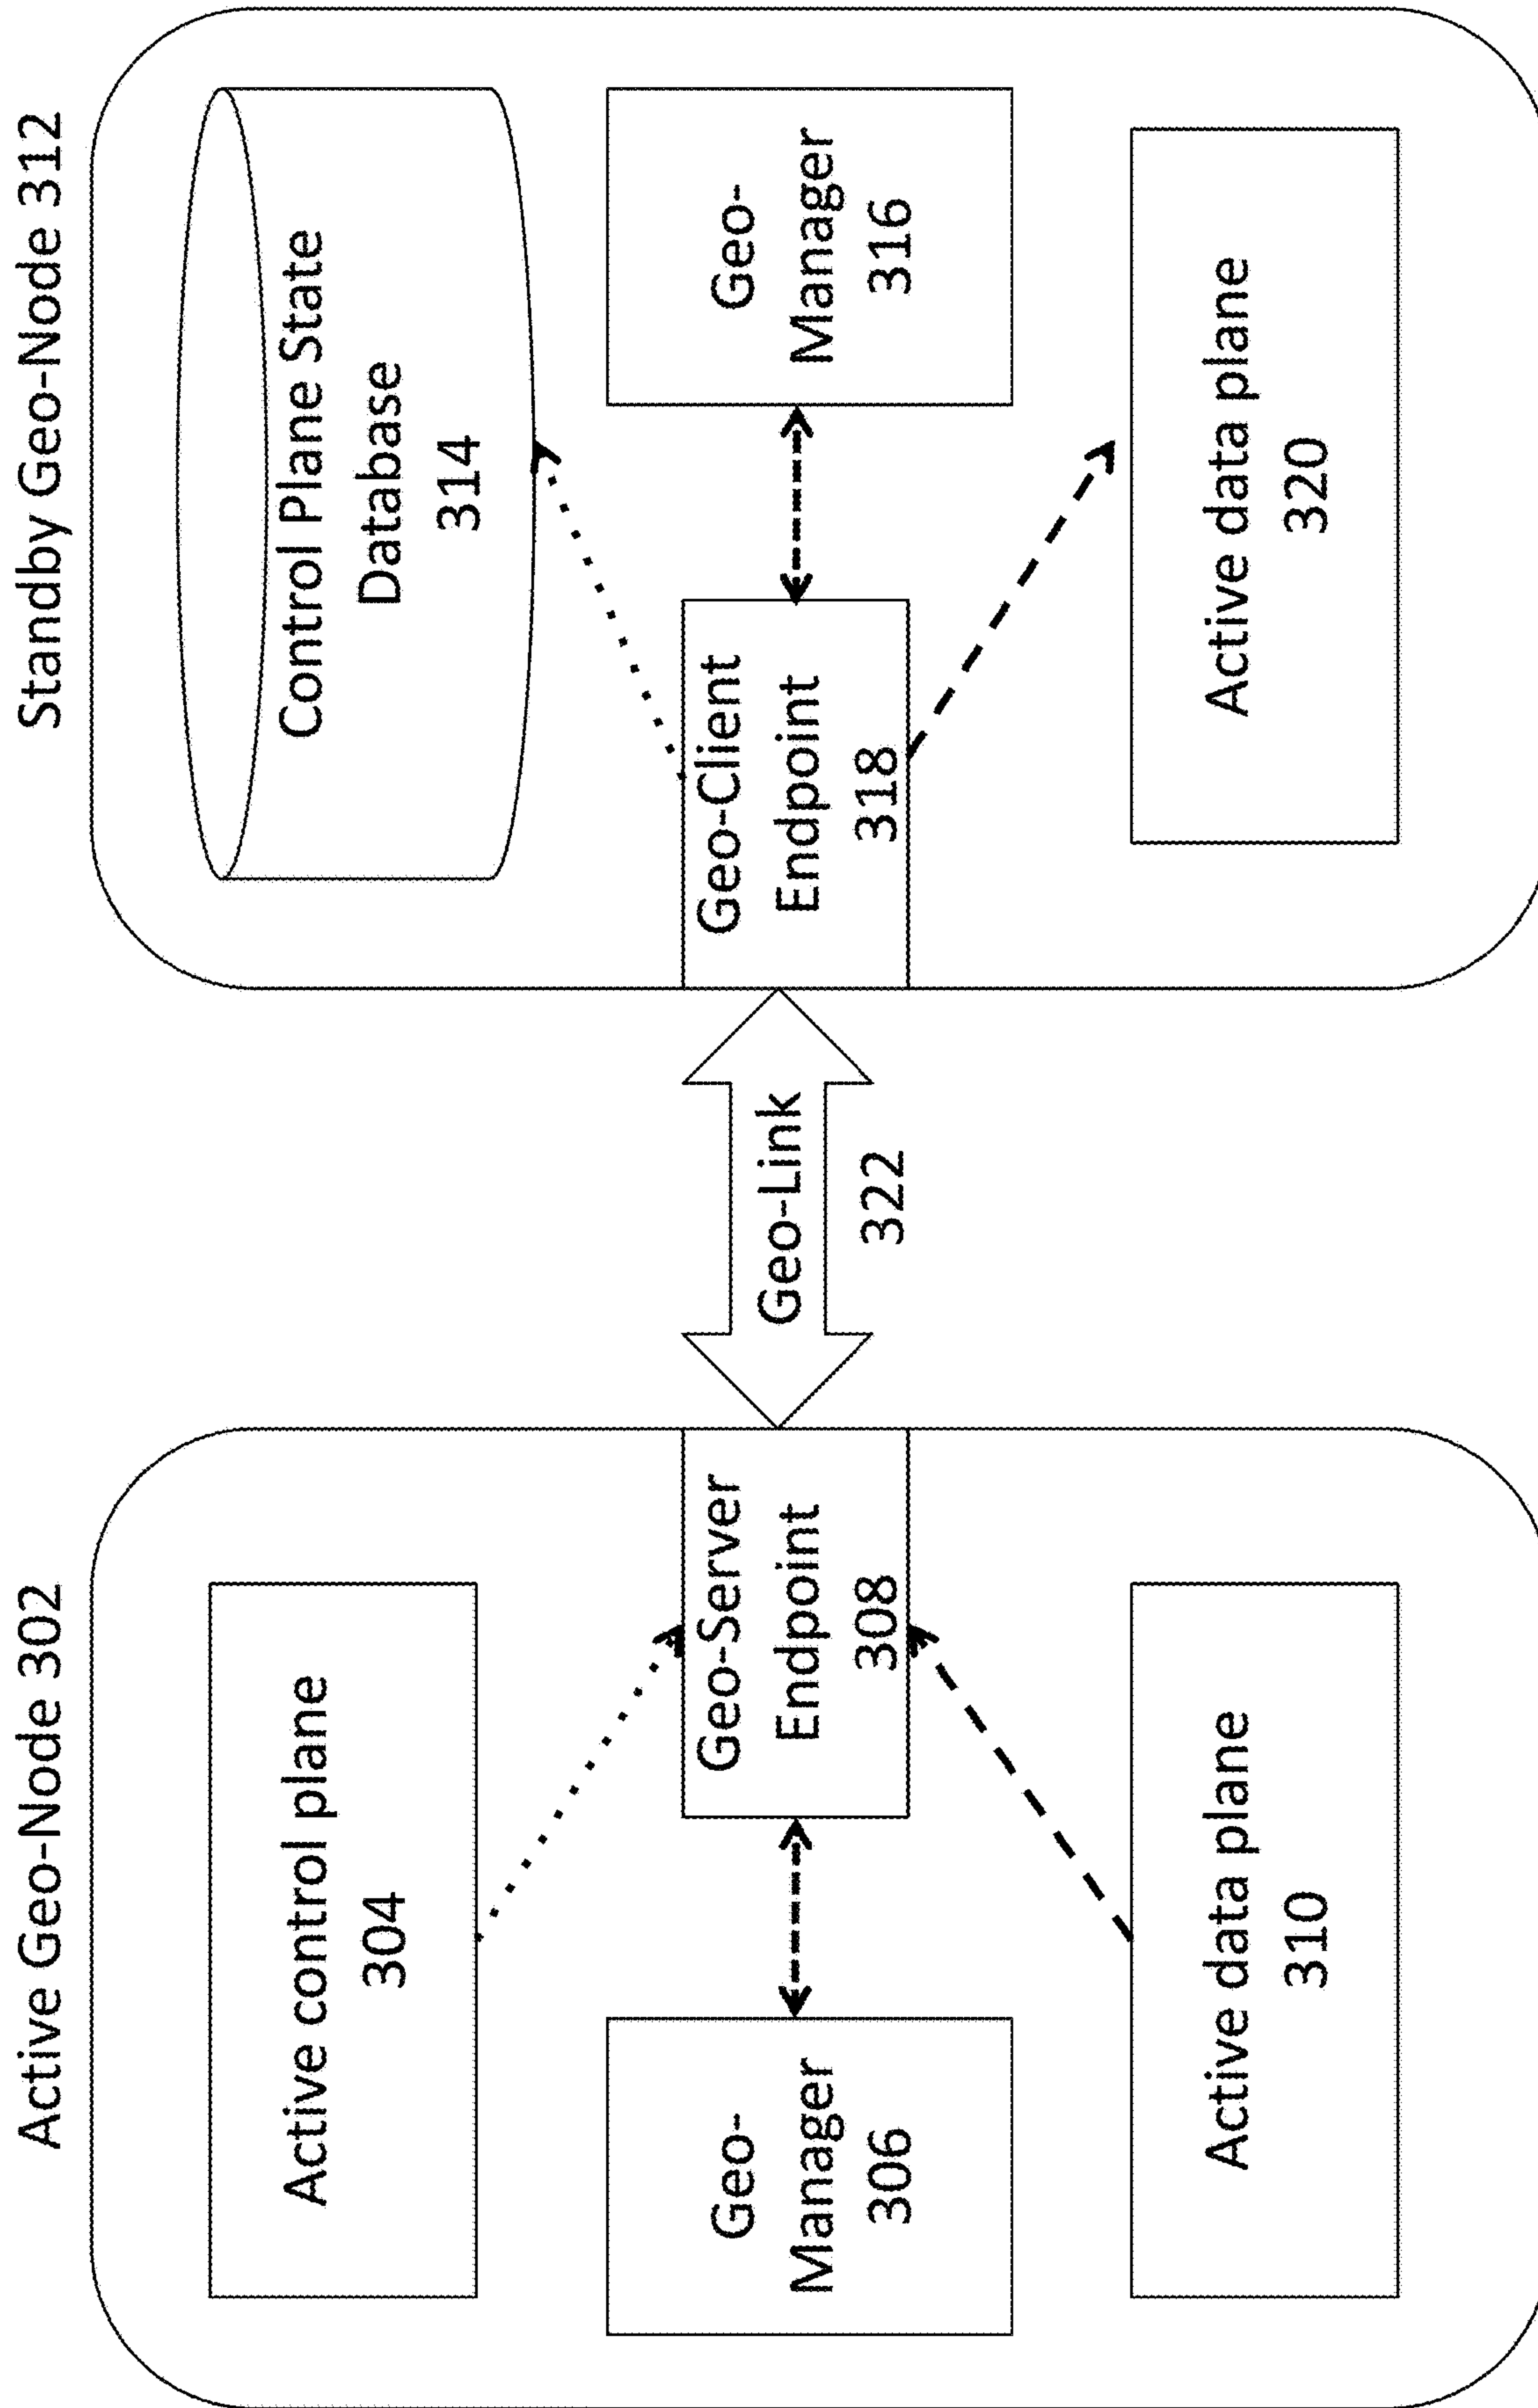 Active Geo-Node 302
Active control plane
304
Geo-
Manager
306
Geo-Server
Endpoint
308
Active data plane
310
Geo-Link
322
Standby Geo-Node 312
Control Plane State
Database
314
Geo-Client
Endpoint
318
Geo-
Manager
316
Active data plane
320